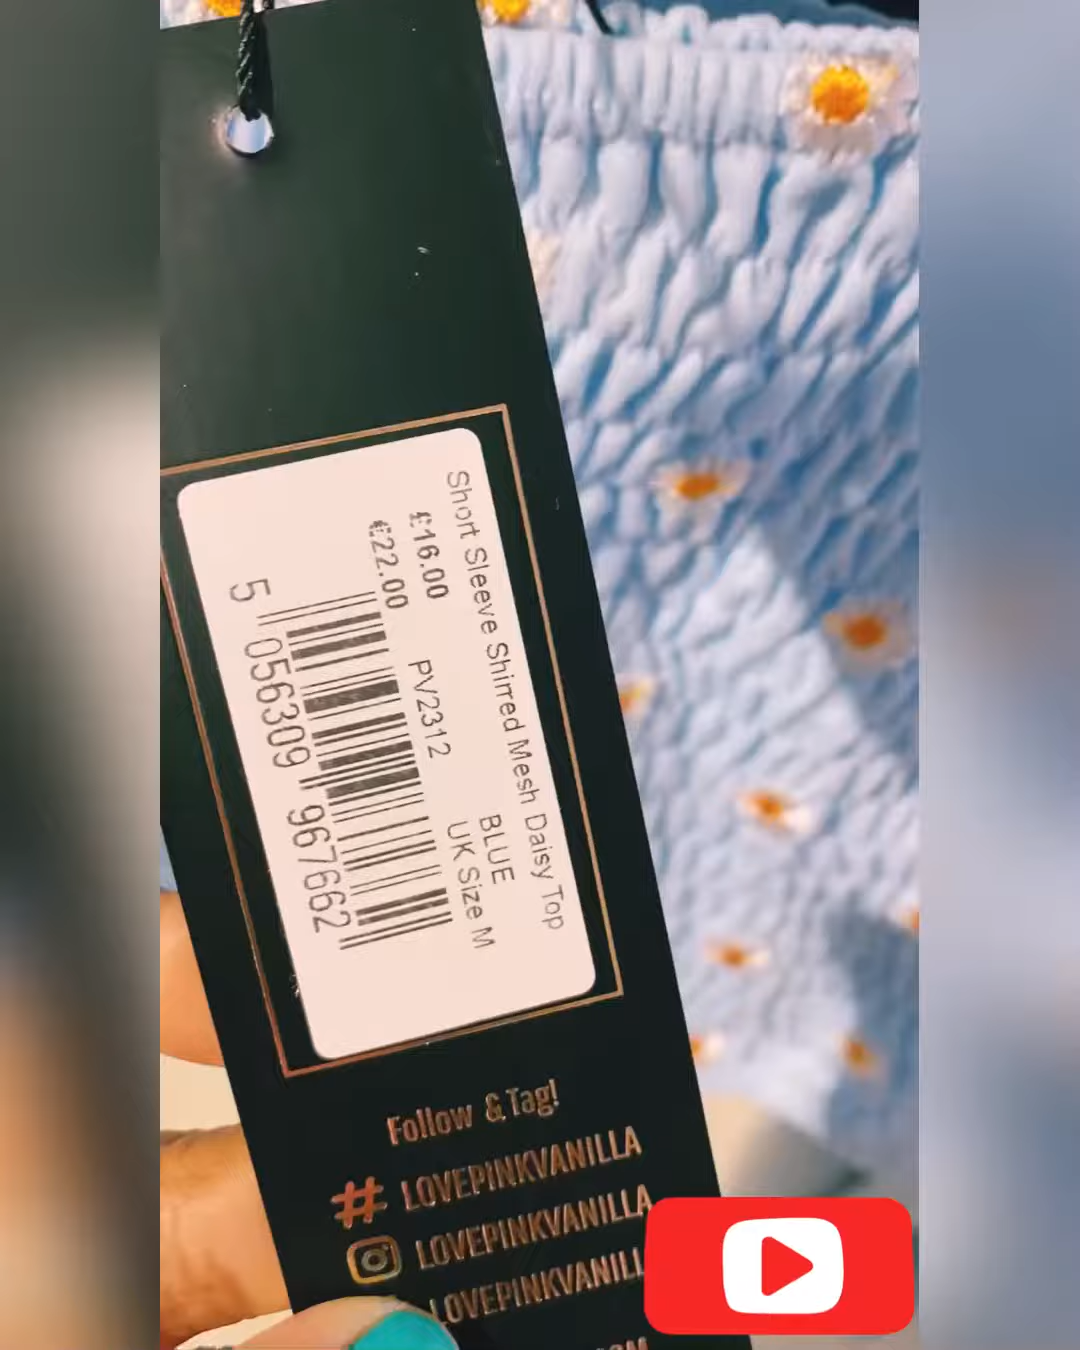 Short Sleeve Shirred Mesh Daisy Top
BLUE
UK Size M
£16.00
PV2312
€22.00
5 056309 967662
Follow & Tag!
# LOVEPINKVANILLA
LOVEPINKVANILLA